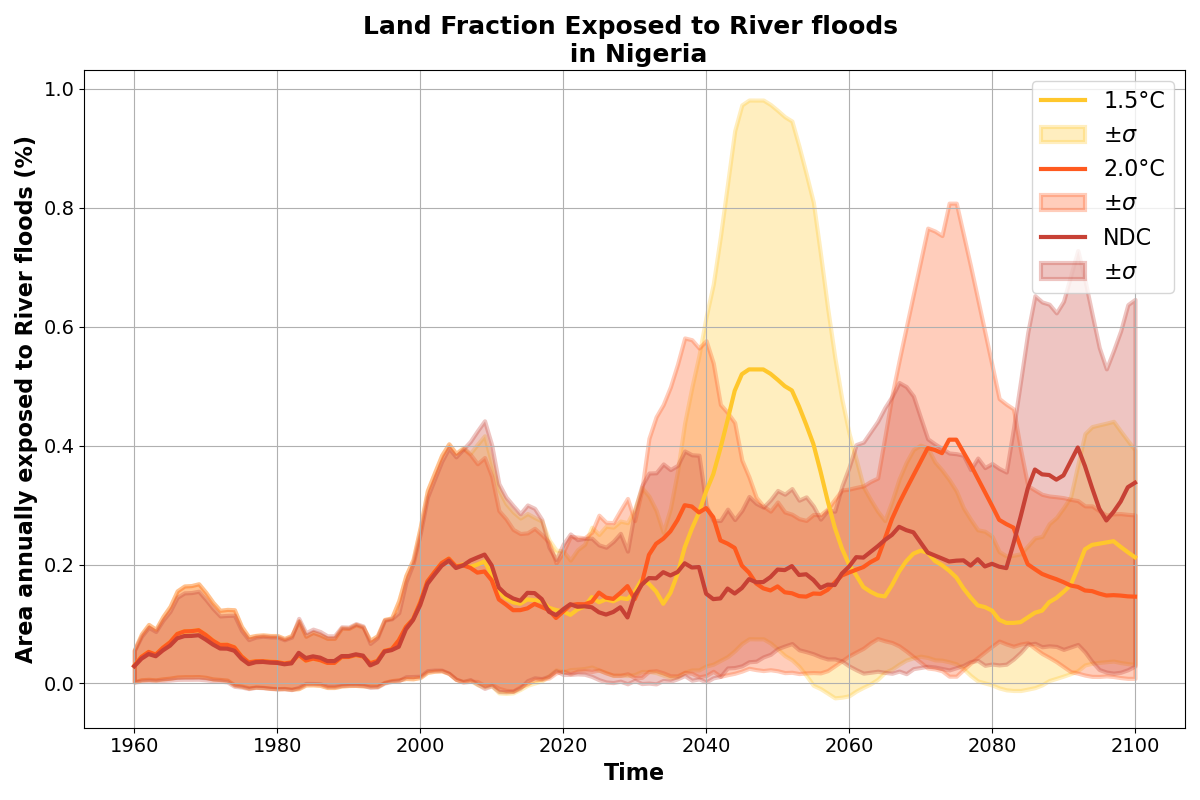 Land Fraction Exposed to River floods
in Nigeria
Area annually exposed to River floods (%)
1.0
0.8
0.6
0.4
0.2
0.0
1.5°C
±σ
2.0°C
±σ
NDC
±σ
1960
1980
2000
2020
2040
2060
2080
2100
Time